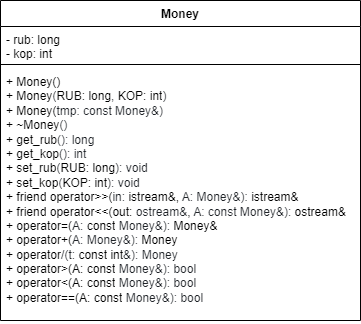 Money
- rub: long
- kop: int
+ Money()
+ Money(RUB: long, KOP: int)
+ Money(tmp: const Money&)
+ ~Money()
+ get_rub(): long
+ get_kop(): int
+ set_rub(RUB: long): void
+ set_kop(KOP: int): void
+ friend operator>>(in: istream&, A: Money&): istream&
+ friend operator<<(out: ostream&, A: const Money&): ostream&
+ operator=(A: const Money&): Money&
+ operator+(A: Money&): Money
+ operator/(t: const int&): Money
+ operator>(A: const Money&): bool
+ operator<(A: const Money&): bool
+ operator==(A: const Money&): bool